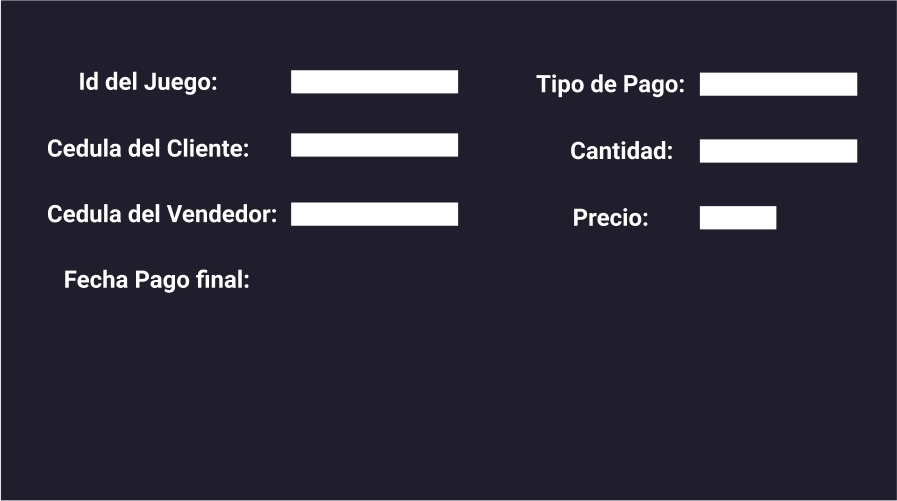 Id del Juego:
Cedula del Cliente:
Cedula del Vendedor:
Fecha Pago final:
Tipo de Pago:
Cantidad:
Precio: